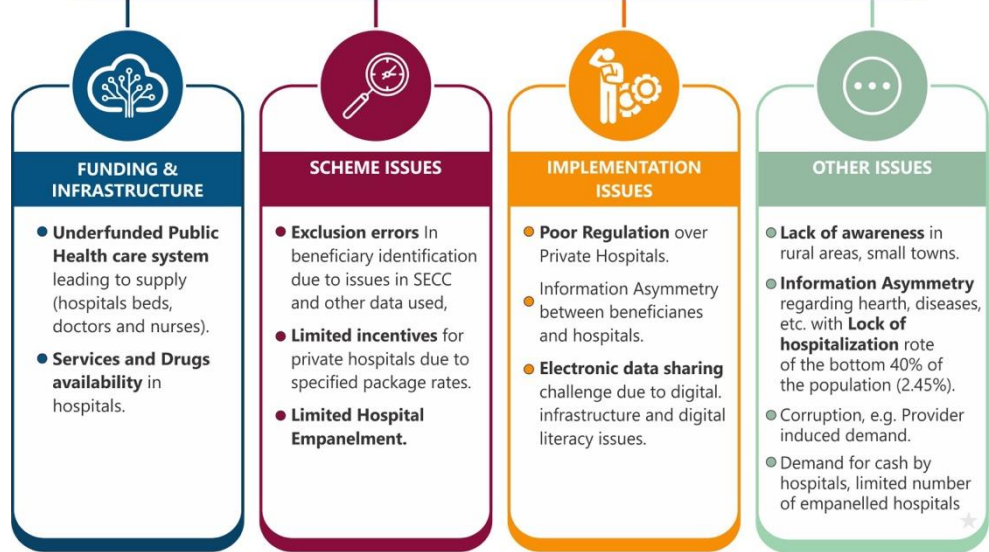 FUNDING &
INFRASTRUCTURE
Underfunded Public
Health care system
leading to supply
(hospitals beds,
doctors and nurses).
Services and Drugs
availability in
hospitals.
SCHEME ISSUES
Exclusion errors In
beneficiary identification
due to issues in SECC
and other data used,
Limited incentives for
private hospitals due to
specified package rates.
Limited Hospital
Empanelment.
IMPLEMENTATION
ISSUES
Poor Regulation over
Private Hospitals.
Information Asymmetry
between beneficianes
and hospitals.
Electronic data sharing
challenge due to digital.
infrastructure and digital
literacy issues.
OTHER ISSUES
Lack of awareness in
rural areas, small towns.
Information Asymmetry
regarding hearth, diseases,
etc. with Lock of
hospitalization rote
of the bottom 40% of
the population (2.45%).
Corruption, e.g. Provider
induced demand.
Demand for cash by
hospitals, limited number
of empanelled hospitals